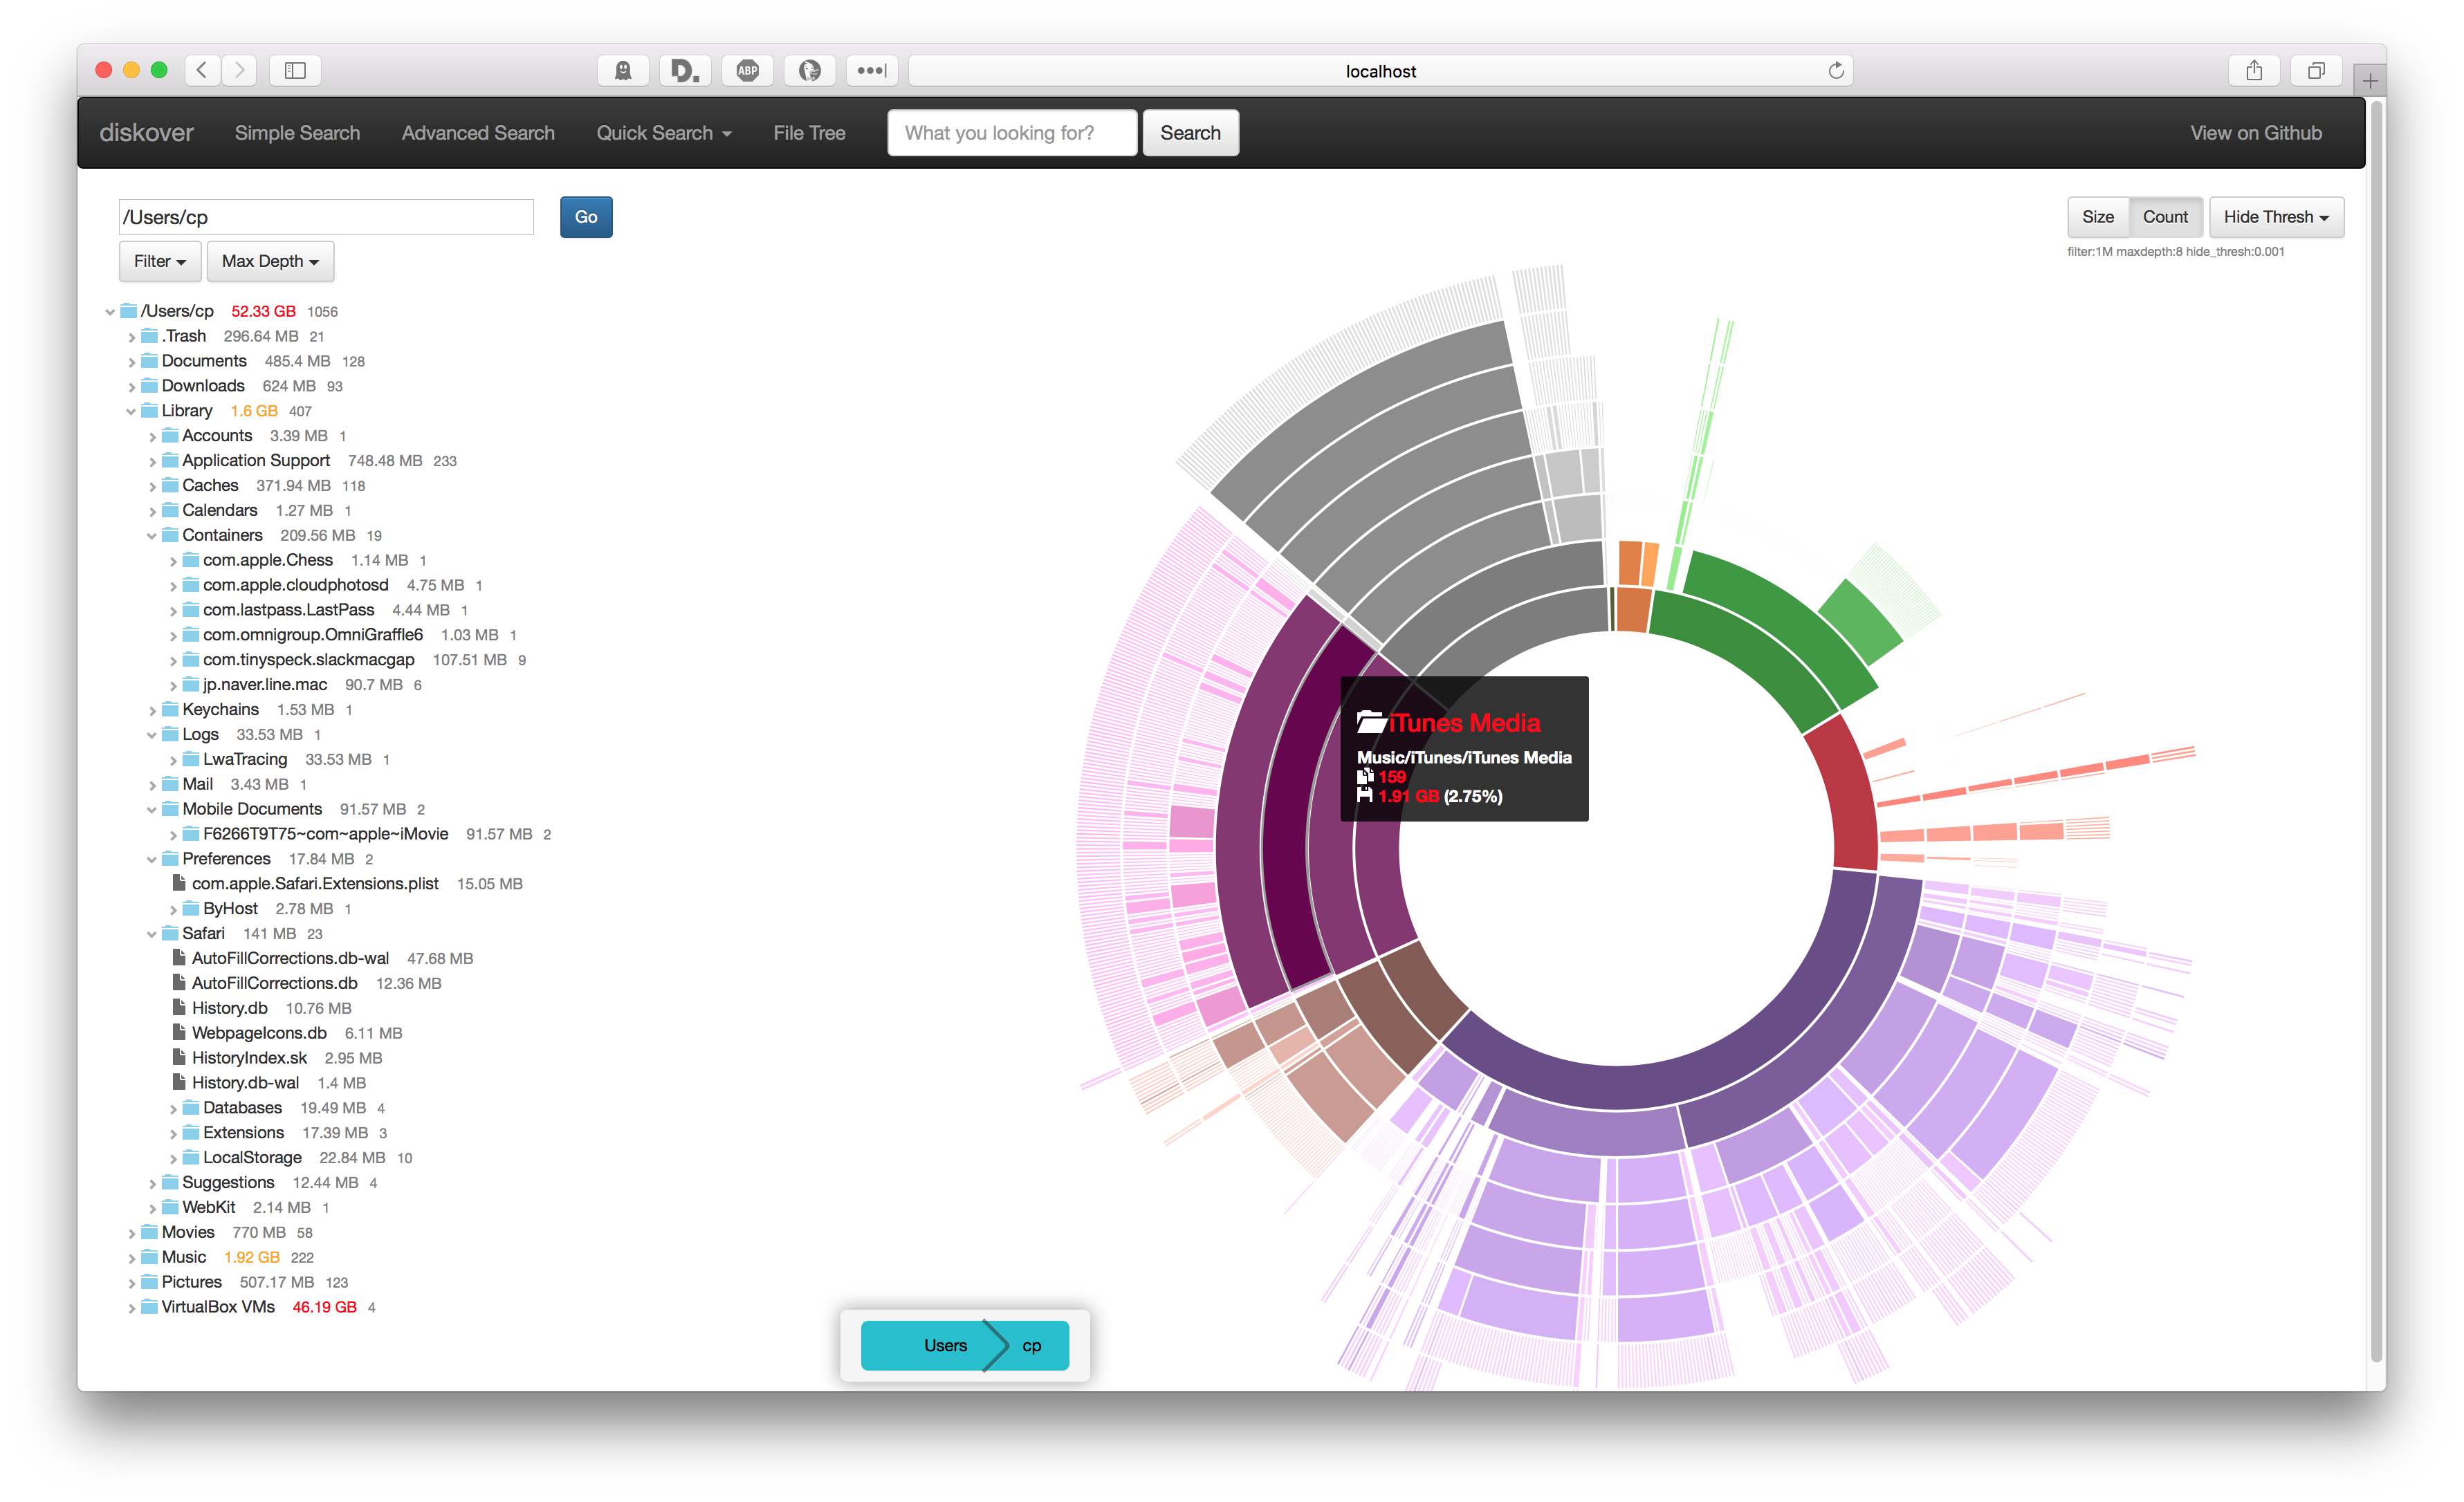 localhost
ABP
D.
diskover Simple Search Advanced Search Quick Search File Tree What you looking for? Search View on Github
/Users/cp Go
Size Count Hide Thresh
filter:1M maxdepth:8 hide_thresh:0.001
Filter Max Depth
/Users/cp 52.33 GB 1056
.Trash 296.64 MB 21
Documents 485.4 MB 128
Downloads 624 MB 93
Library 1.6 GB 407
Accounts 3.39 MB 1
Application Support 748.48 MB 233
Caches 371.94 MB 118
Calendars 1.27 MB 1
Containers 209.56 MB 19
com.apple.Chess 1.14 MB 1
com.apple.cloudphotosd 4.75 MB 1
com.lastpass.LastPass 4.44 MB 1
com.omnigroup.OmniGraffle6 1.03 MB 1
com.tinyspeck.slackmacgap 107.51 MB 9
jp.naver.line.mac 90.7 MB 6
Keychains 1.53 MB 1
Logs 33.53 MB 1
LwaTracing 33.53 MB 1
Mail 3.43 MB 1
Mobile Documents 91.57 MB 2
F6266T9T75~com~apple~iMovie 91.57 MB 2
Preferences 17.84 MB 2
com.apple.Safari.Extensions.plist 15.05 MB
ByHost 2.78 MB 1
Safari 141 MB 23
AutoFillCorrections.db-wal 47.68 MB
AutoFillCorrections.db 12.36 MB
History.db 10.76 MB
WebpageIcons.db 6.11 MB
HistoryIndex.sk 2.95 MB
History.db-wal 1.4 MB
Databases 19.49 MB 4
Extensions 17.39 MB 3
LocalStorage 22.84 MB 10
Suggestions 12.44 MB 4
WebKit 2.14 MB 1
Movies 770 MB 58
Music 1.92 GB 222
Pictures 507.17 MB 123
VirtualBox VMs 46.19 GB 4
iTunes Media
Music/iTunes/iTunes Media
159
1.91 GB (2.75%)
Users cp